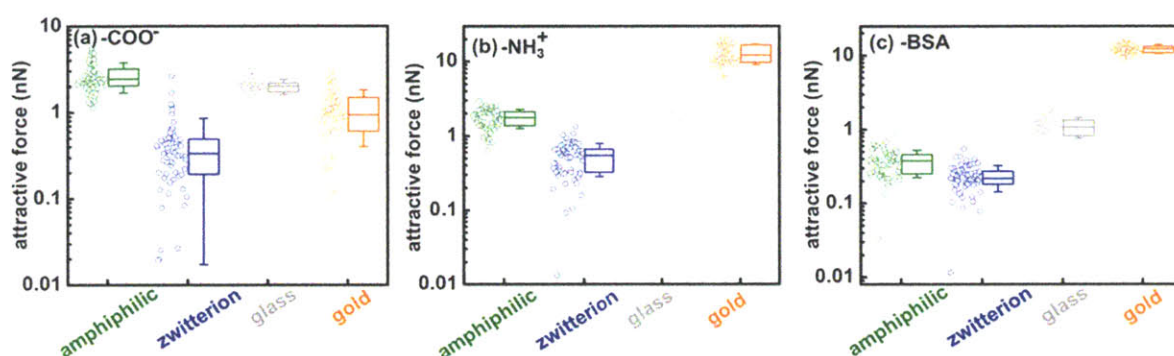 (a) -COO⁻
attractive force (nN)
10
1
0.1
0.01
amphiphilic
zwitterion
glass
gold
(b) -NH₃⁺
attractive force (nN)
10
1
0.1
0.01
amphiphilic
zwitterion
glass
gold
(c) -BSA
attractive force (nN)
10
1
0.1
0.01
amphiphilic
zwitterion
glass
gold